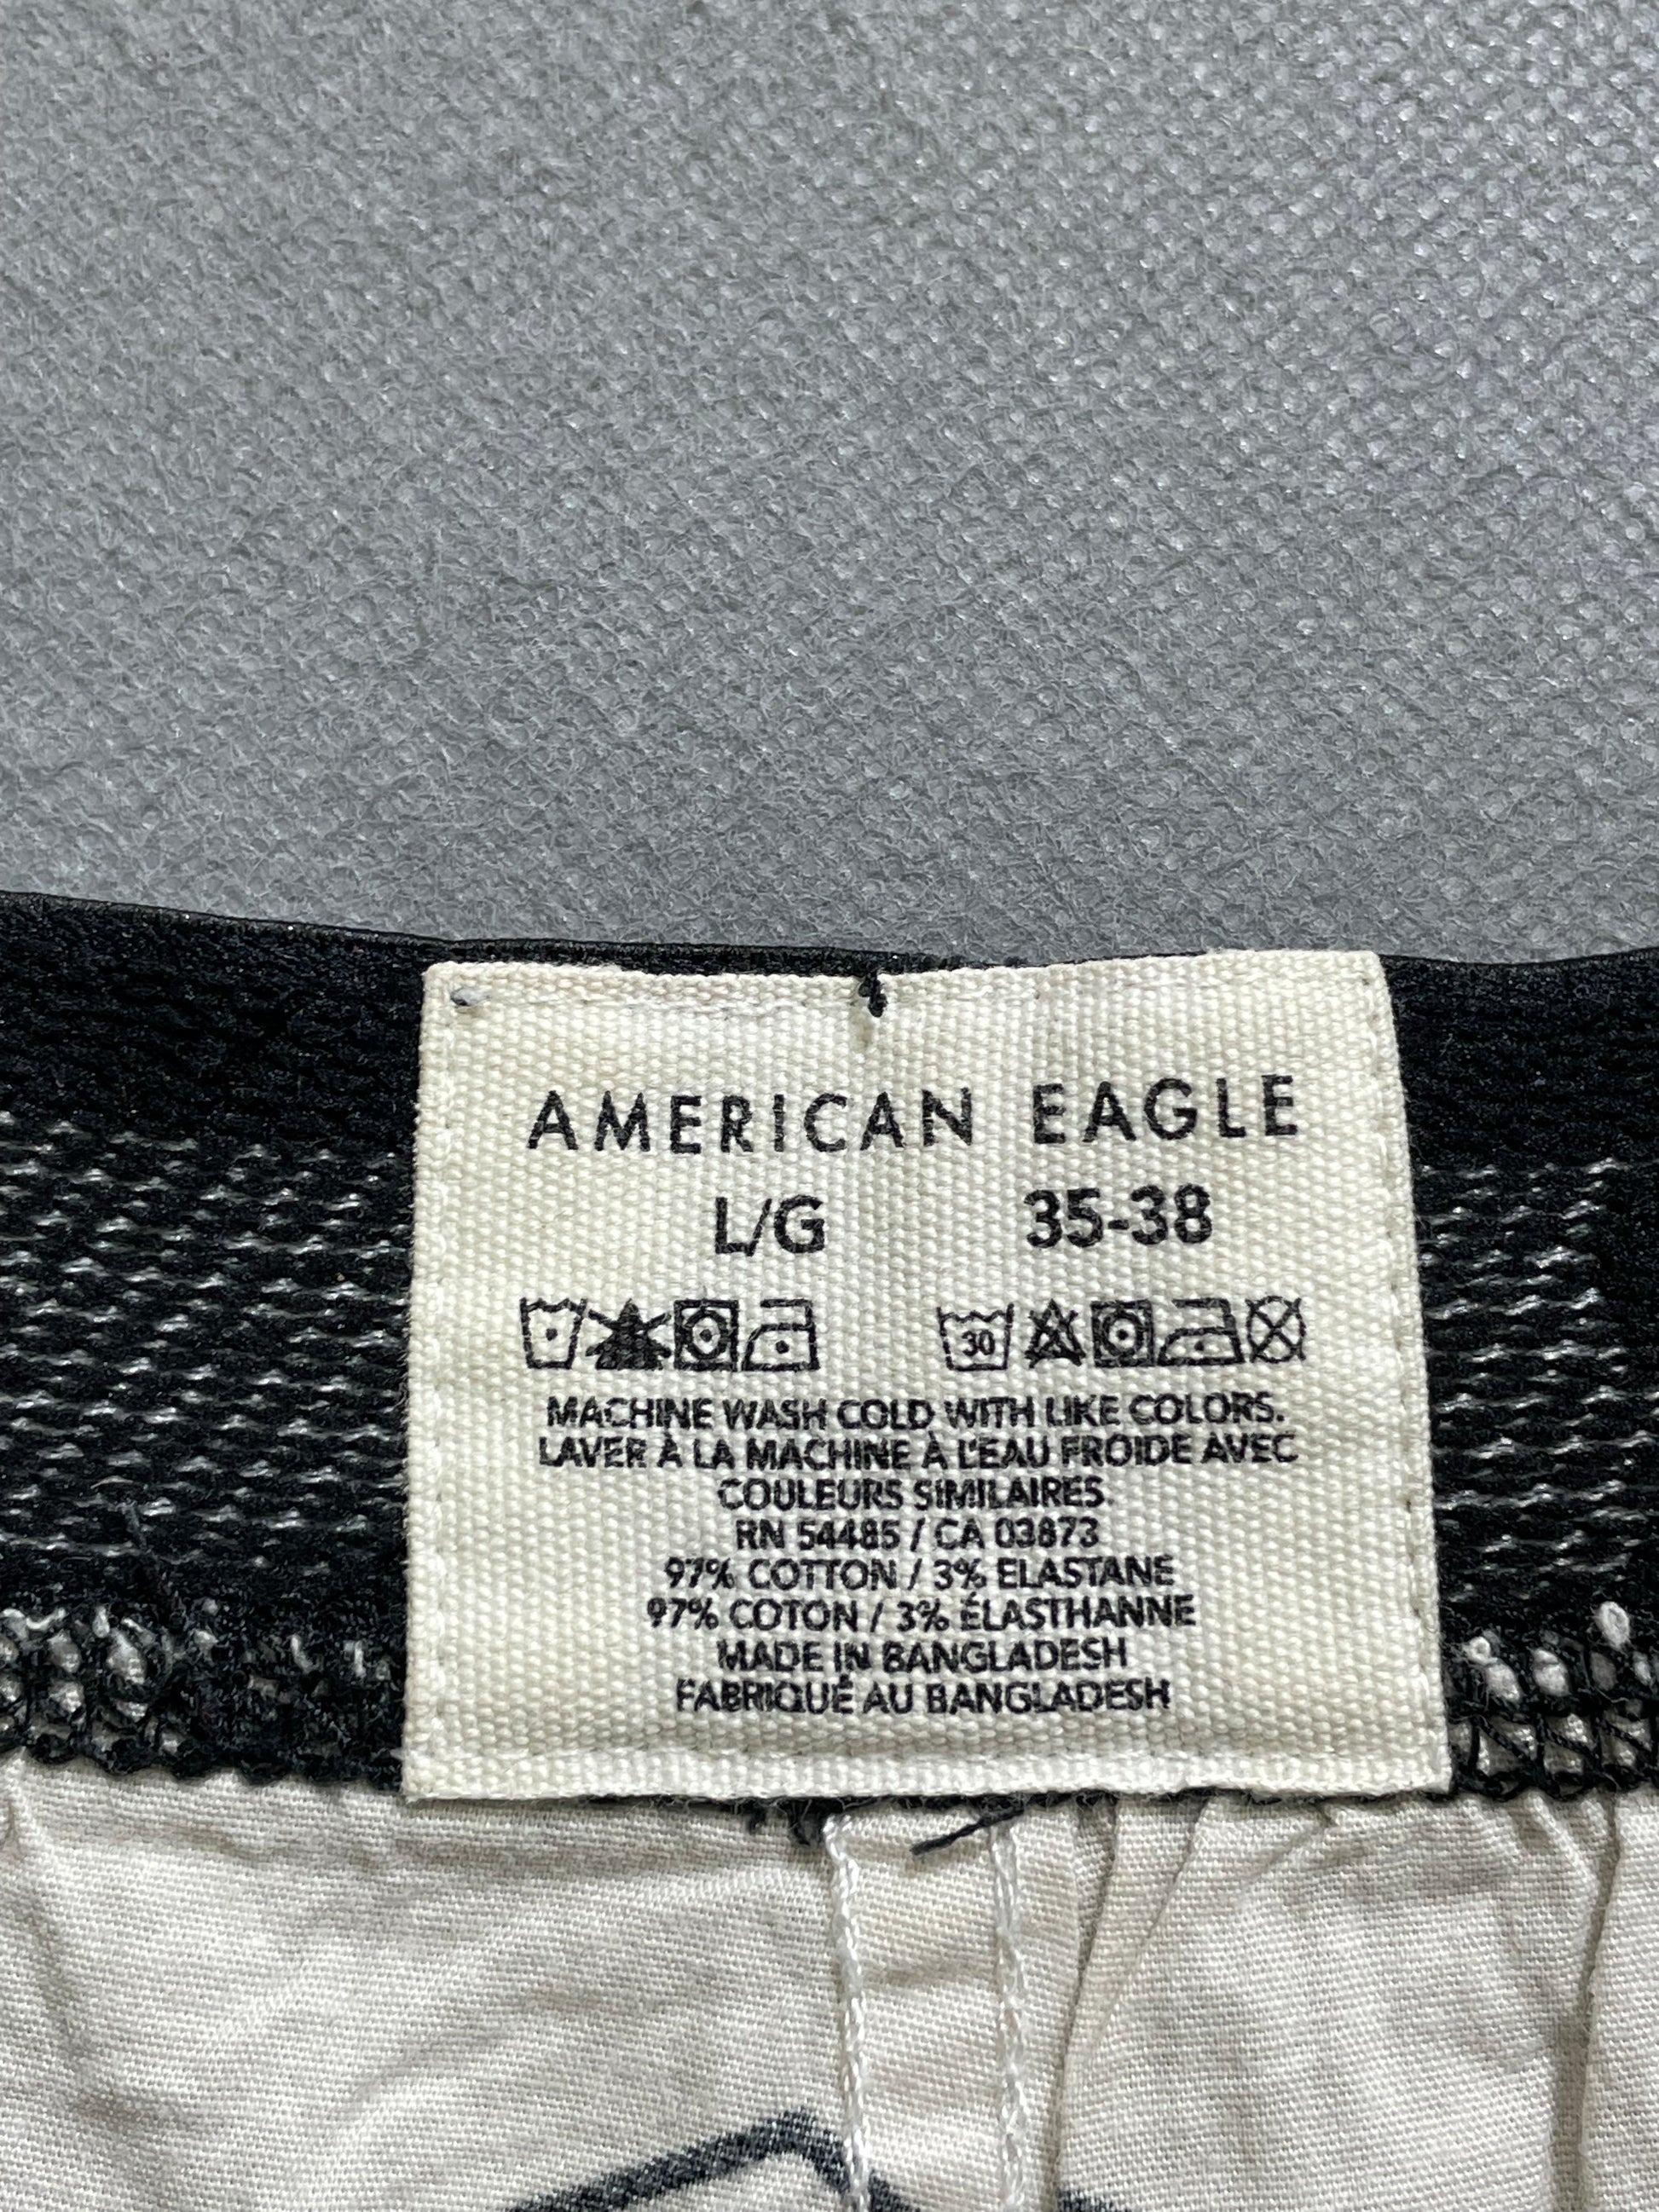 AMERICAN EAGLE
L/G 35-38
30
MACHINE WASH COLD WITH LIKE COLORS.
LAVER À LA MACHINE À L'EAU FROIDE AVEC
COULEURS SIMILAIRES.
RN 54485 / CA 03873
97% COTTON / 3% ELASTANE
97% COTON / 3% ÉLASTHANNE
MADE IN BANGLADESH
FABRIQUÉ AU BANGLADESH